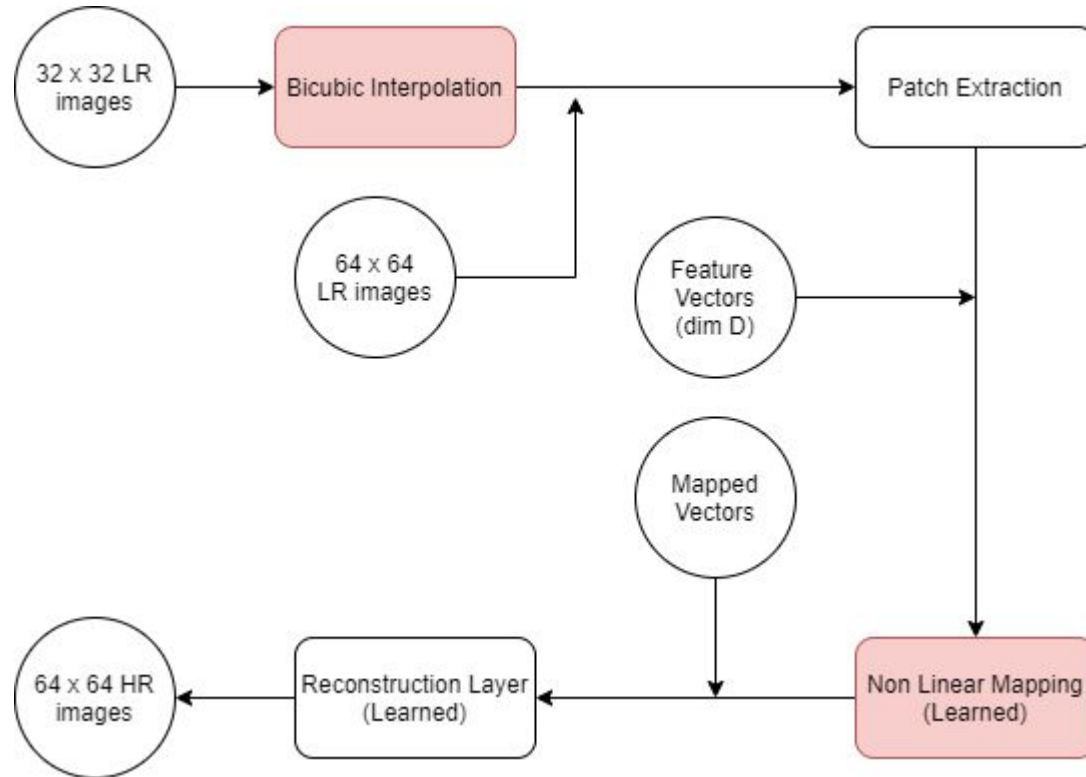 32 x 32 LR
images
Bicubic Interpolation
Patch Extraction
64 x 64
LR images
Feature
Vectors
(dim D)
Mapped
Vectors
64 x 64 HR
images
Reconstruction Layer
(Learned)
Non Linear Mapping
(Learned)